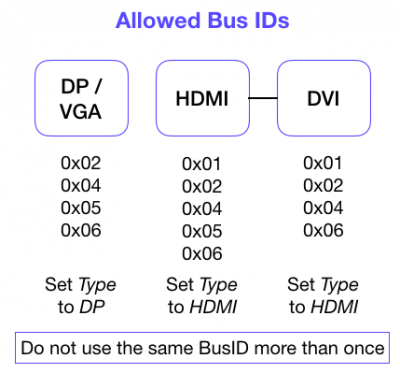 Allowed Bus IDs
DP /
VGA
HDMI
DVI
0x02
0x04
0x05
0x06
0x01
0x02
0x04
0x05
0x06
0x01
0x02
0x04
0x06
Set Type
to DP
Set Type
to HDMI
Set Type
to HDMI
Do not use the same BusID more than once